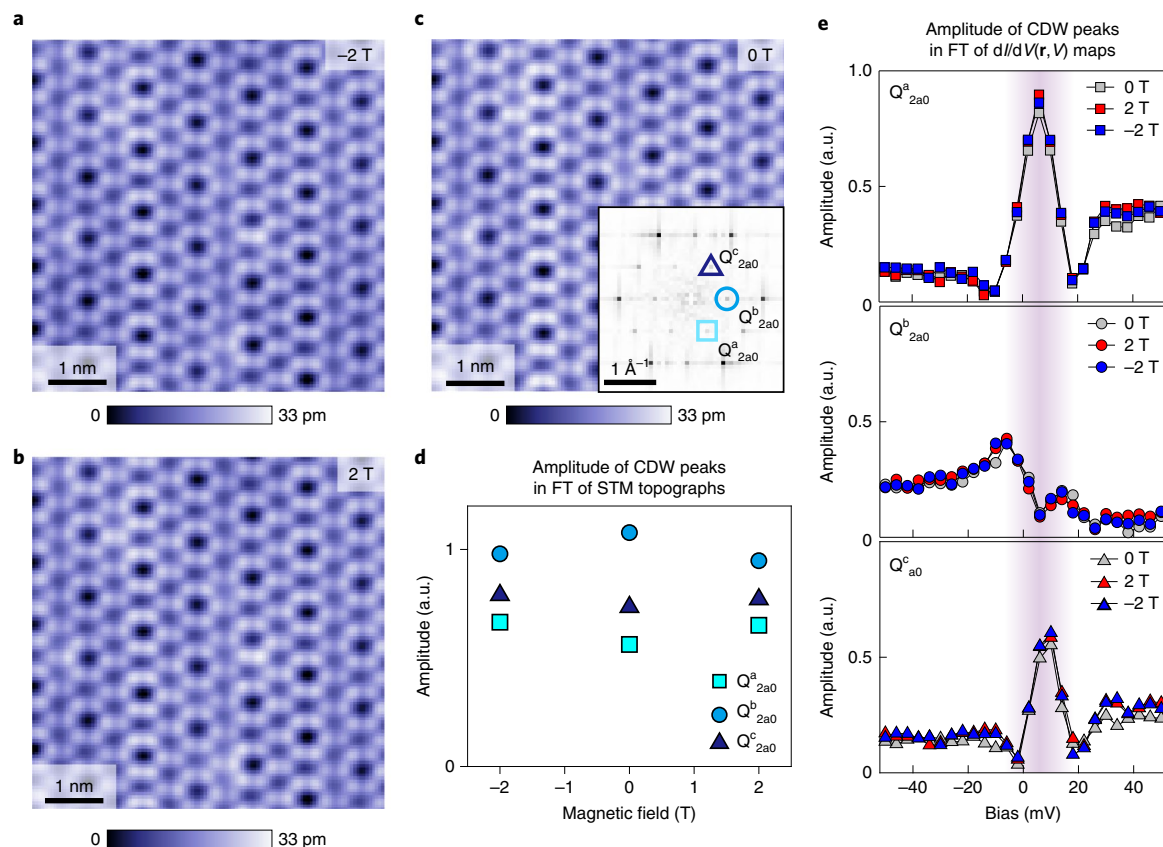 a
–2 T
1 nm
0
33 pm
b
2 T
1 nm
0
33 pm
c
0 T
Q^c_2a0
Q^b_2a0
Q^a_2a0
1 Å⁻¹
1 nm
0
33 pm
d
Amplitude of CDW peaks
in FT of STM topographs
Amplitude (a.u.)
1
0
Q^a_2a0
Q^b_2a0
Q^c_2a0
–2
–1
0
1
2
Magnetic field (T)
e
Amplitude of CDW peaks
in FT of dI/dV(r, V) maps
Amplitude (a.u.)
1.0
0.5
0
Q^a_2a0
0 T
2 T
–2 T
Amplitude (a.u.)
0.5
0
Q^b_2a0
0 T
2 T
–2 T
Amplitude (a.u.)
0.5
0
Q^c_a0
0 T
2 T
–2 T
–40
–20
0
20
40
Bias (mV)